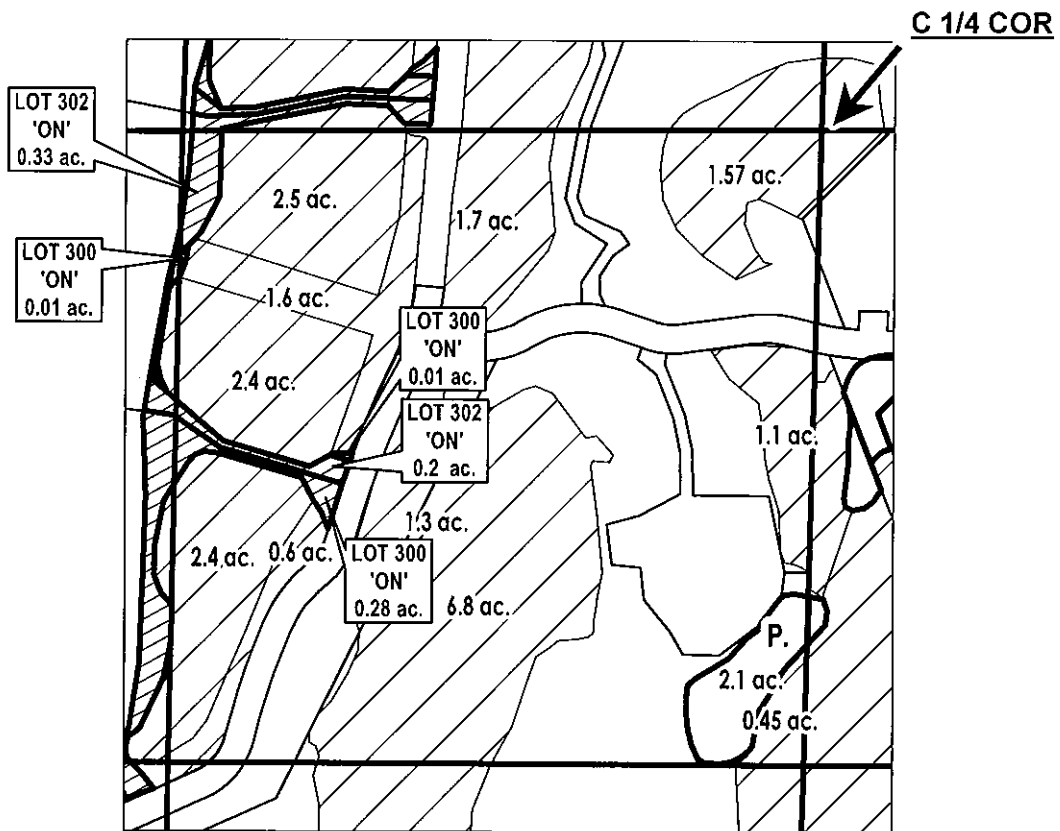 C 1/4 COR
LOT 302
'ON'
0.33 ac.
2.5 ac.
1.57 ac.
1.7 ac.
LOT 300
'ON'
0.01 ac.
1.6 ac.
LOT 300
'ON'
0.01 ac.
2.4 ac.
LOT 302
'ON'
0.2 ac.
1.1 ac.
1.3 ac.
2.4 ac.
0.6 ac.
LOT 300
'ON'
0.28 ac.
6.8 ac.
P.
2.1 ac.
0.45 ac.